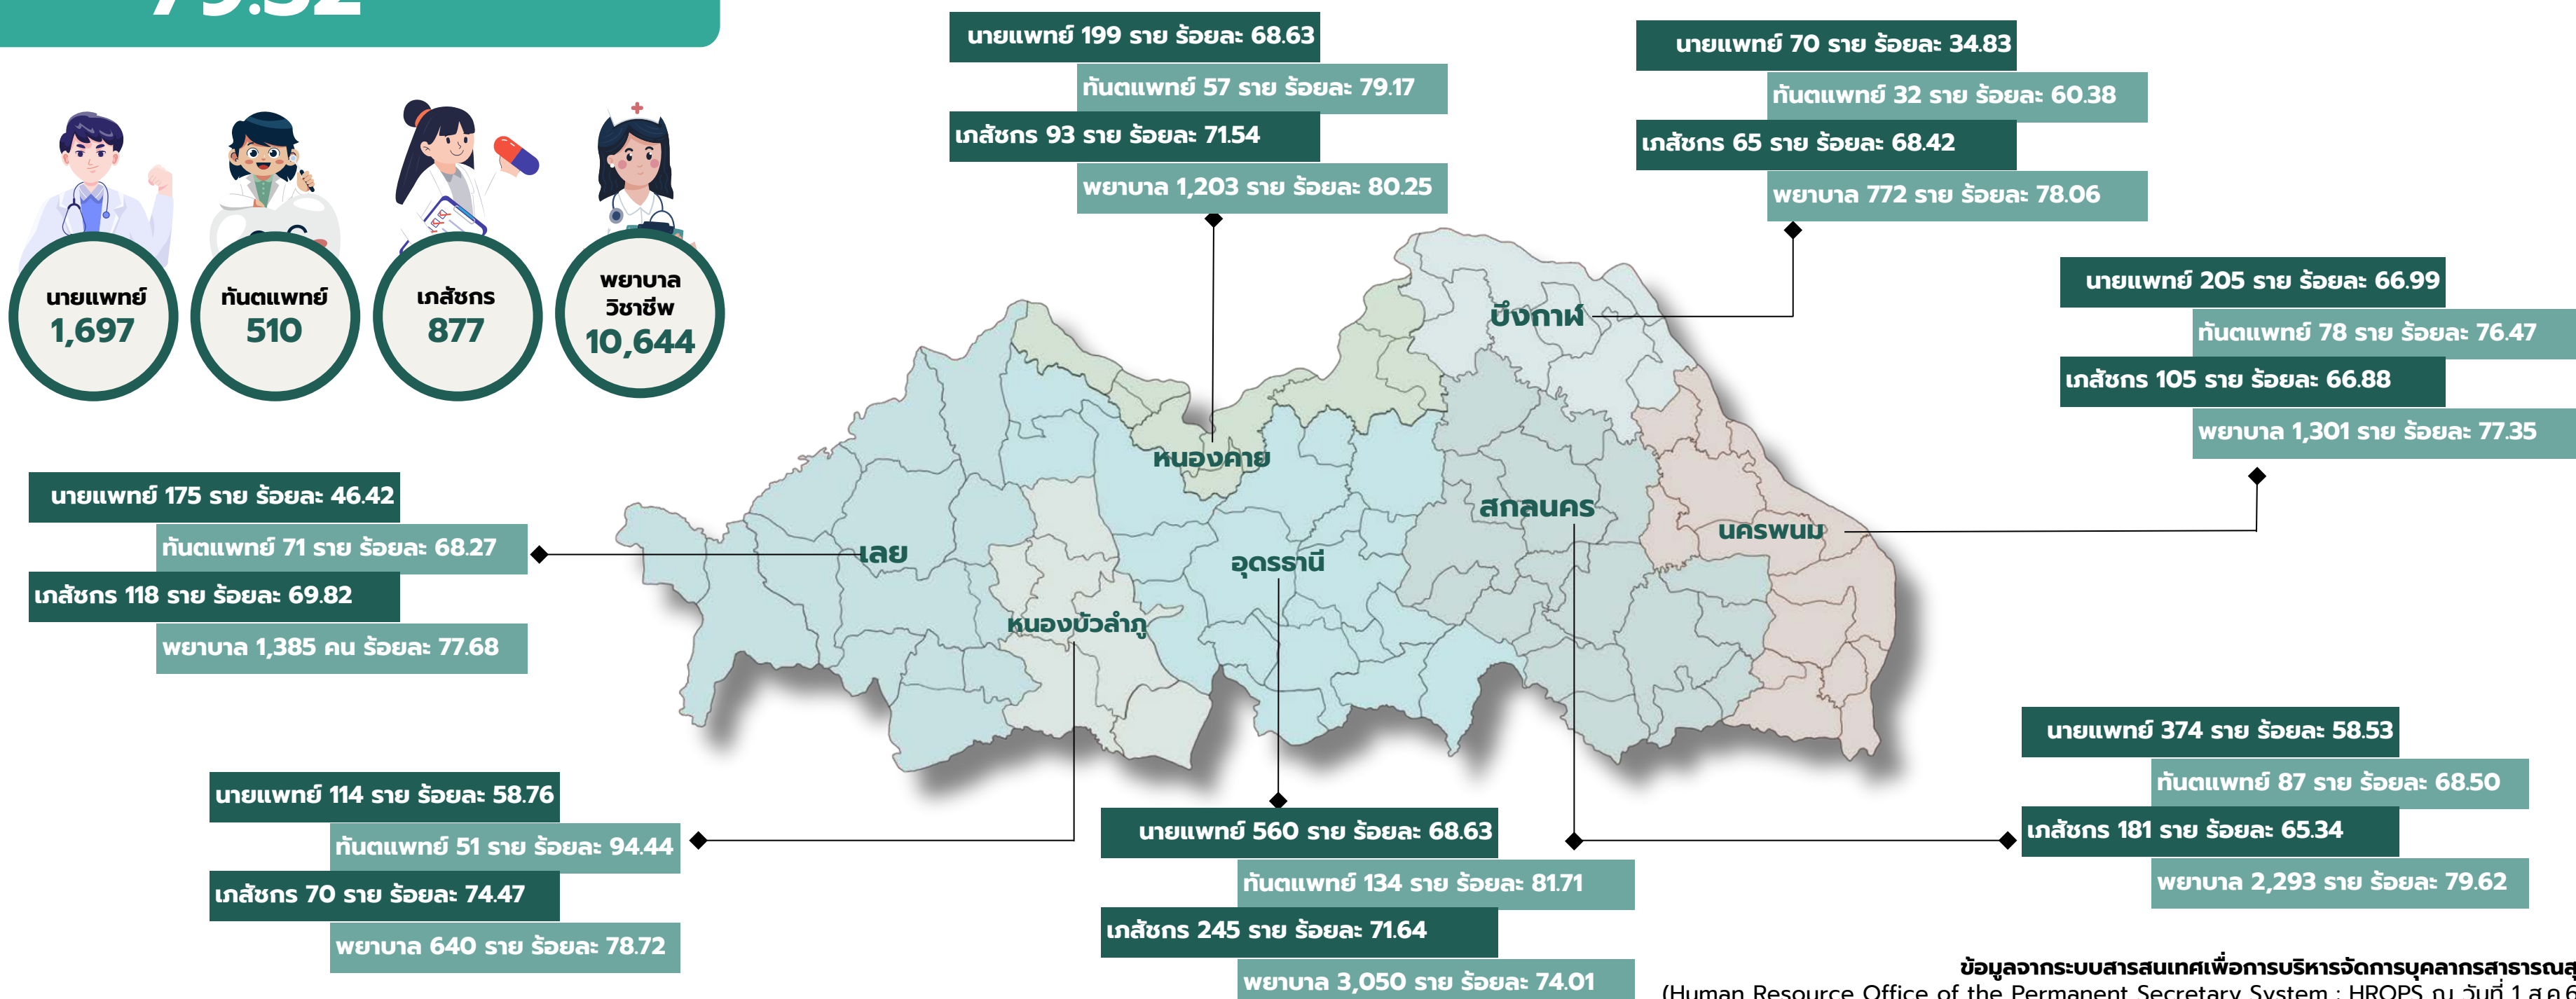 79.32
นายแพทย์
1,697
ทันตแพทย์
510
เภสัชกร
877
พยาบาล
วิชาชีพ
10,644
นายแพทย์ 199 ราย ร้อยละ 68.63
ทันตแพทย์ 57 ราย ร้อยละ 79.17
เภสัชกร 93 ราย ร้อยละ 71.54
พยาบาล 1,203 ราย ร้อยละ 80.25
นายแพทย์ 70 ราย ร้อยละ 34.83
ทันตแพทย์ 32 ราย ร้อยละ 60.38
เภสัชกร 65 ราย ร้อยละ 68.42
พยาบาล 772 ราย ร้อยละ 78.06
นายแพทย์ 205 ราย ร้อยละ 66.99
ทันตแพทย์ 78 ราย ร้อยละ 76.47
เภสัชกร 105 ราย ร้อยละ 66.88
พยาบาล 1,301 ราย ร้อยละ 77.35
บึงกาฬ
หนองคาย
สกลนคร
นครพนม
เลย
อุดรธานี
หนองบัวลำภู
นายแพทย์ 175 ราย ร้อยละ 46.42
ทันตแพทย์ 71 ราย ร้อยละ 68.27
เภสัชกร 118 ราย ร้อยละ 69.82
พยาบาล 1,385 คน ร้อยละ 77.68
นายแพทย์ 114 ราย ร้อยละ 58.76
ทันตแพทย์ 51 ราย ร้อยละ 94.44
เภสัชกร 70 ราย ร้อยละ 74.47
พยาบาล 640 ราย ร้อยละ 78.72
นายแพทย์ 560 ราย ร้อยละ 68.63
ทันตแพทย์ 134 ราย ร้อยละ 81.71
เภสัชกร 245 ราย ร้อยละ 71.64
พยาบาล 3,050 ราย ร้อยละ 74.01
นายแพทย์ 374 ราย ร้อยละ 58.53
ทันตแพทย์ 87 ราย ร้อยละ 68.50
เภสัชกร 181 ราย ร้อยละ 65.34
พยาบาล 2,293 ราย ร้อยละ 79.62
ข้อมูลจากระบบสารสนเทศเพื่อการบริหารจัดการบุคลากรสาธารณสุ
(Human Resource Office of the Permanent Secretary System : HROPS ณ วันที่ 1 ส.ค.